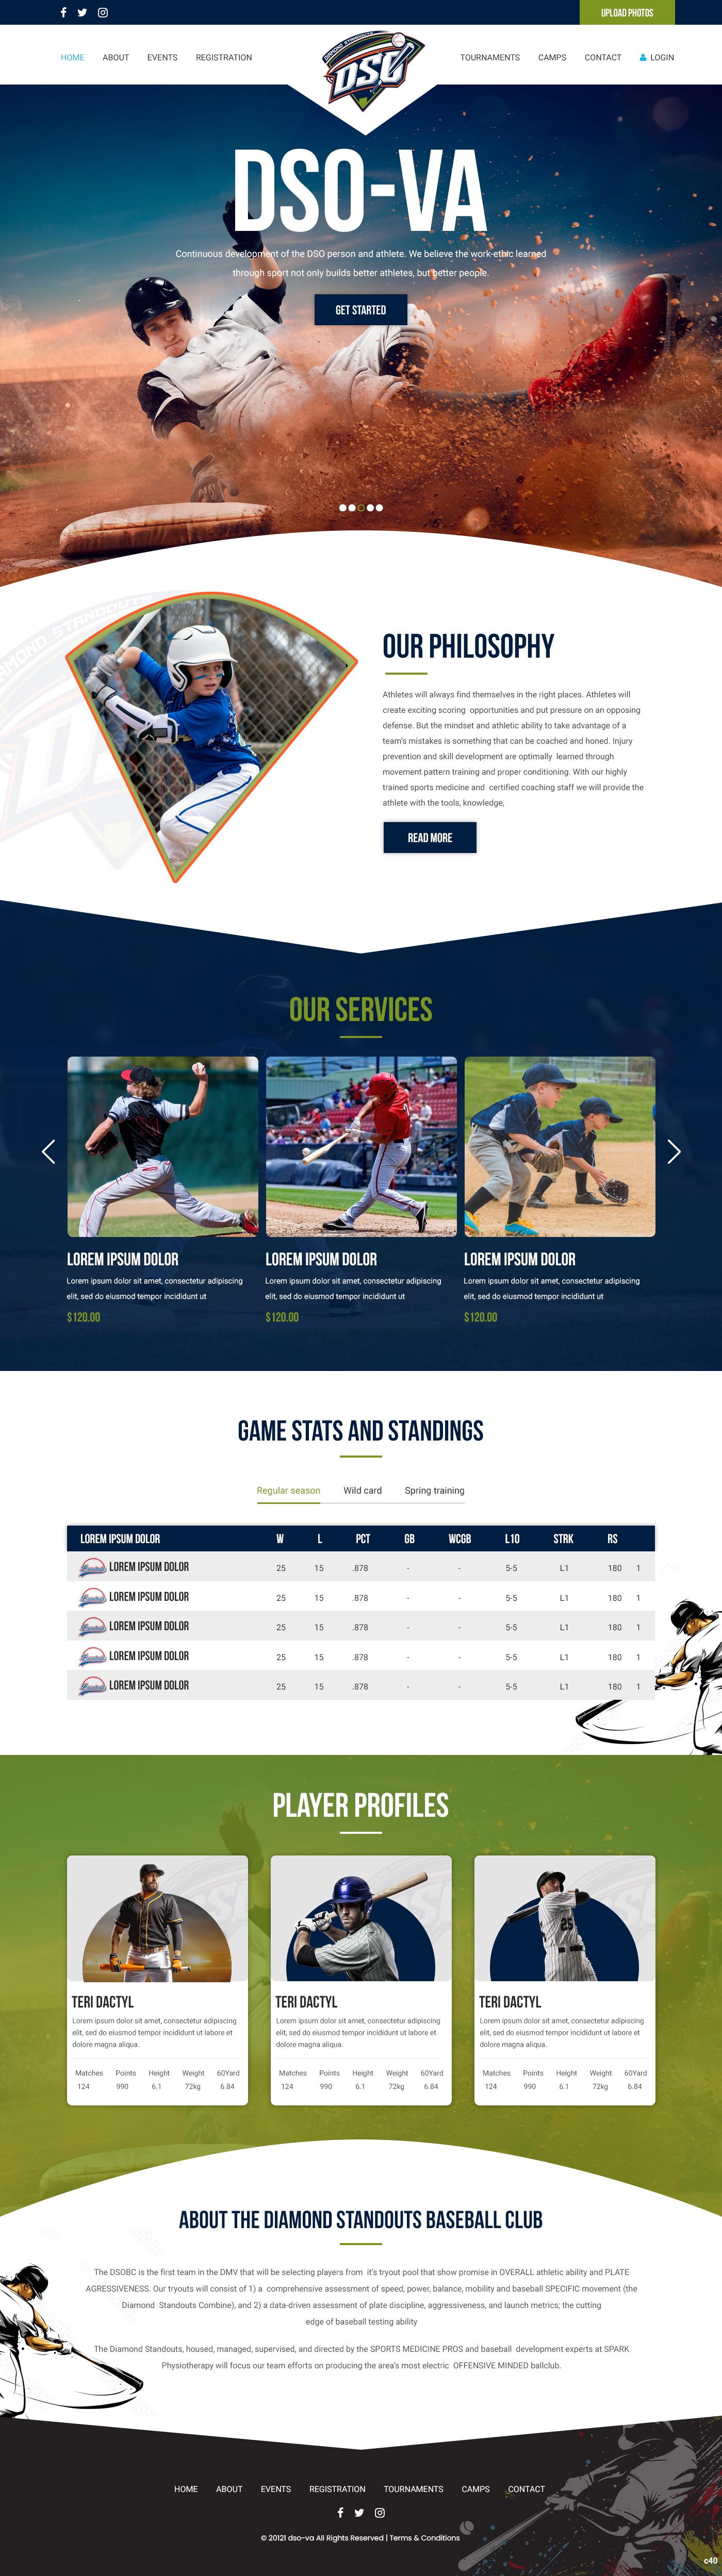 UPLOAD PHOTOS
HOME ABOUT EVENTS REGISTRATION TOURNAMENTS CAMPS CONTACT LOGIN
DIAMOND STANDOUTS
DSO
DSO-VA
Continuous development of the DSO person and athlete. We believe the work-ethic learned
through sport not only builds better athletes, but better people.
GET STARTED
OUR PHILOSOPHY
Athletes will always find themselves in the right places. Athletes will
create exciting scoring opportunities and put pressure on an opposing
defense. But the mindset and athletic ability to take advantage of a
team's mistakes is something that can be coached and honed. Injury
prevention and skill development are optimally learned through
movement pattern training and proper conditioning. With our highly
trained sports medicine and certified coaching staff we will provide the
athlete with the tools, knowledge,
READ MORE
OUR SERVICES
LOREM IPSUM DOLOR LOREM IPSUM DOLOR LOREM IPSUM DOLOR
Lorem ipsum dolor sit amet, consectetur adipiscing Lorem ipsum dolor sit amet, consectetur adipiscing Lorem ipsum dolor sit amet, consectetur adipiscing
elit, sed do eiusmod tempor incididunt ut elit, sed do eiusmod tempor incididunt ut elit, sed do eiusmod tempor incididunt ut
$120.00 $120.00 $120.00
GAME STATS AND STANDINGS
Regular season Wild card Spring training
LOREM IPSUM DOLOR W L PCT GB WCGB L10 STRK RS
LOREM IPSUM DOLOR 25 15 .878 - - 5-5 L1 180 1
LOREM IPSUM DOLOR 25 15 .878 - - 5-5 L1 180 1
LOREM IPSUM DOLOR 25 15 .878 - - 5-5 L1 180 1
LOREM IPSUM DOLOR 25 15 .878 - - 5-5 L1 180 1
LOREM IPSUM DOLOR 25 15 .878 - - 5-5 L1 180 1
PLAYER PROFILES
25
TERI DACTYL TERI DACTYL TERI DACTYL
Lorem ipsum dolor sit amet, consectetur adipiscing Lorem ipsum dolor sit amet, consectetur adipiscing Lorem ipsum dolor sit amet, consectetur adipiscing
elit, sed do eiusmod tempor incididunt ut labore et elit, sed do eiusmod tempor incididunt ut labore et elit, sed do eiusmod tempor incididunt ut labore et
dolore magna aliqua. dolore magna aliqua. dolore magna aliqua.
Matches Points Height Weight 60Yard Matches Points Height Weight 60Yard Matches Points Height Weight 60Yard
124 990 6.1 72kg 6.84 124 990 6.1 72kg 6.84 124 990 6.1 72kg 6.84
ABOUT THE DIAMOND STANDOUTS BASEBALL CLUB
The DSOBC is the first team in the DMV that will be selecting players from it's tryout pool that show promise in OVERALL athletic ability and PLATE
AGRESSIVENESS. Our tryouts will consist of 1) a comprehensive assessment of speed, power, balance, mobility and baseball SPECIFIC movement (the
Diamond Standouts Combine), and 2) a data-driven assessment of plate discipline, aggressiveness, and launch metrics; the cutting
edge of baseball testing ability
The Diamond Standouts, housed, managed, supervised, and directed by the SPORTS MEDICINE PROS and baseball development experts at SPARK
Physiotherapy will focus our team efforts on producing the area's most electric OFFENSIVE MINDED ballclub.
HOME ABOUT EVENTS REGISTRATION TOURNAMENTS CAMPS CONTACT
© 20121 dso-va All Rights Reserved | Terms & Conditions
c40